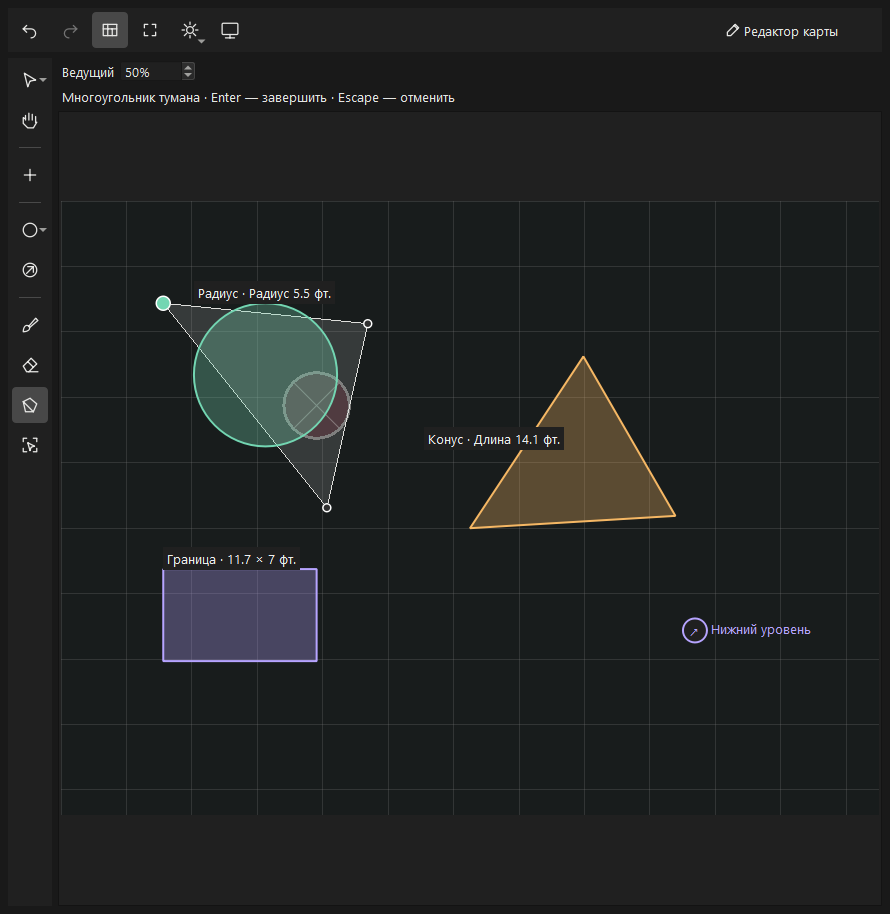 Редактор карты
Ведущий 50%
Многоугольник тумана · Enter — завершить · Escape — отменить
Радиус · Радиус 5.5 фт.
Конус · Длина 14.1 фт.
Граница · 11.7 × 7 фт.
Нижний уровень